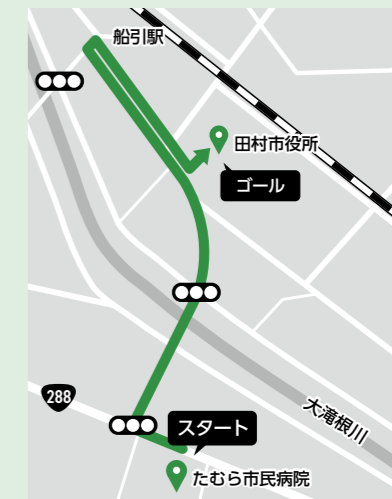 船引駅
田村市役所
ゴール
大滝根川
288
スタート
たむら市民病院